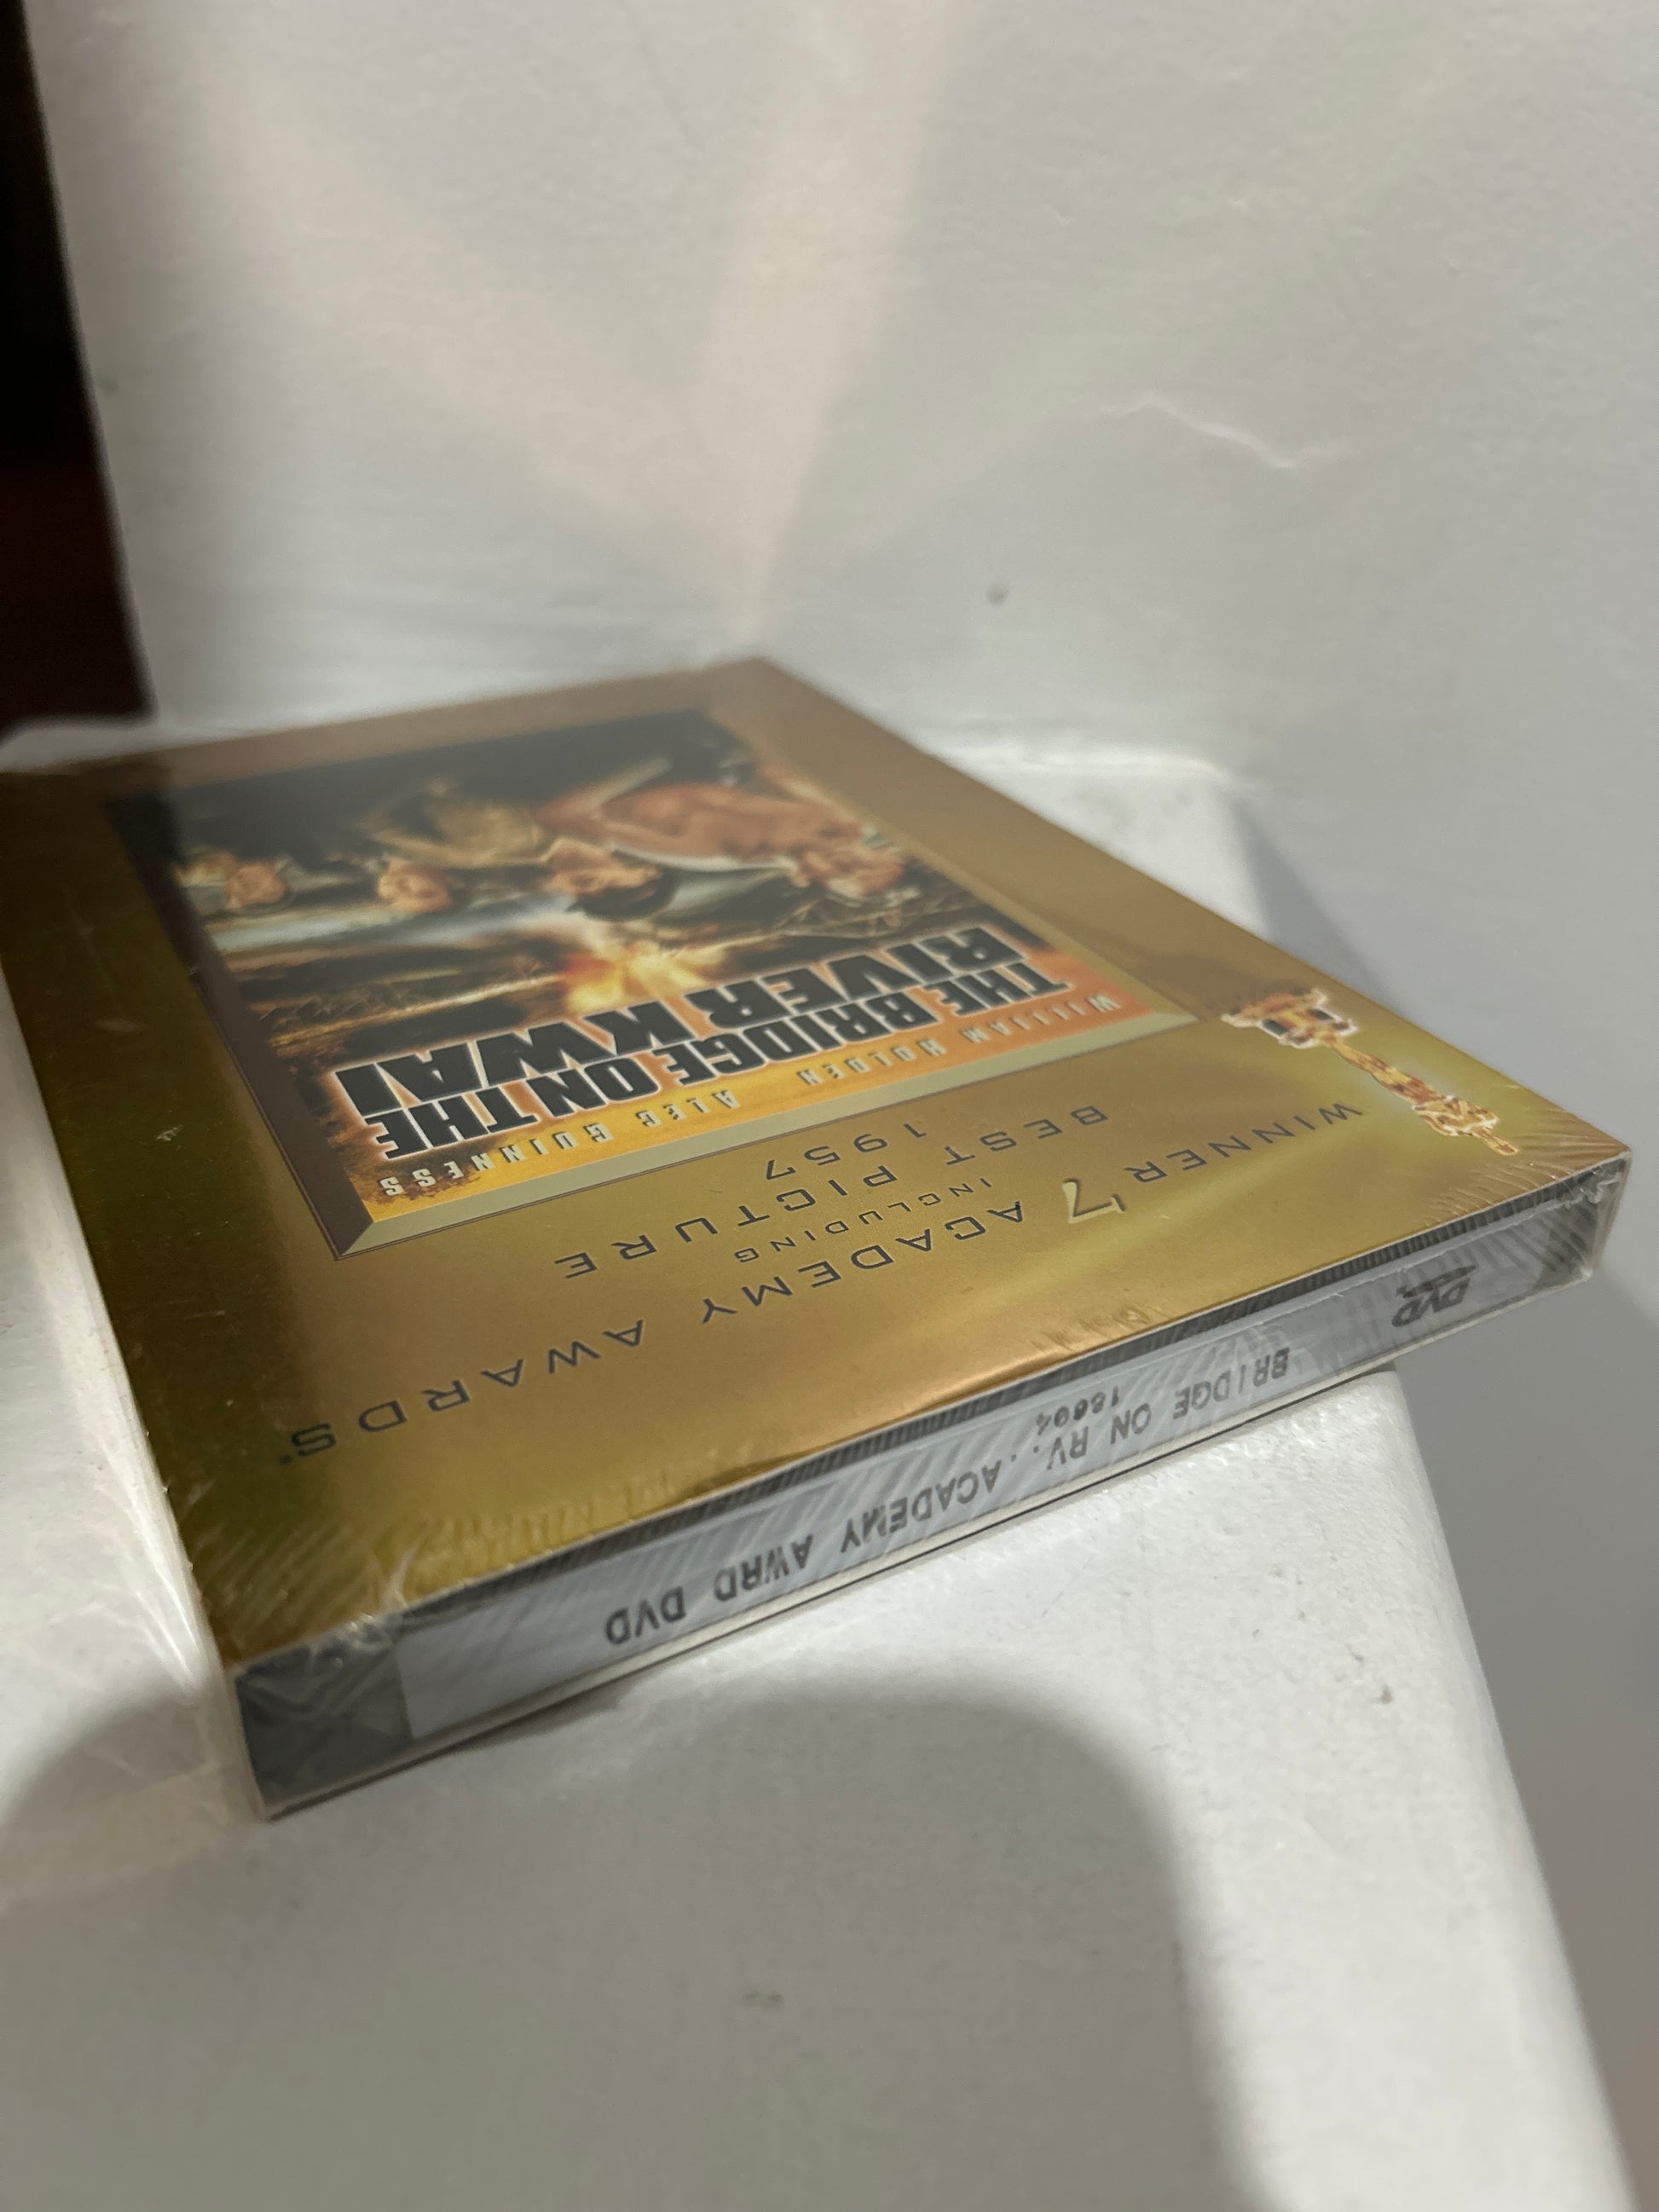 WINNER 7 ACADEMY AWARDS
INCLUDING
BEST PICTURE
1957
WILLIAM HOLDEN ALEC GUINNESS
THE BRIDGE ON THE
RIVER KWAI
DVD
BRIDGE ON RV...ACADEMY AWRD DVD
18694